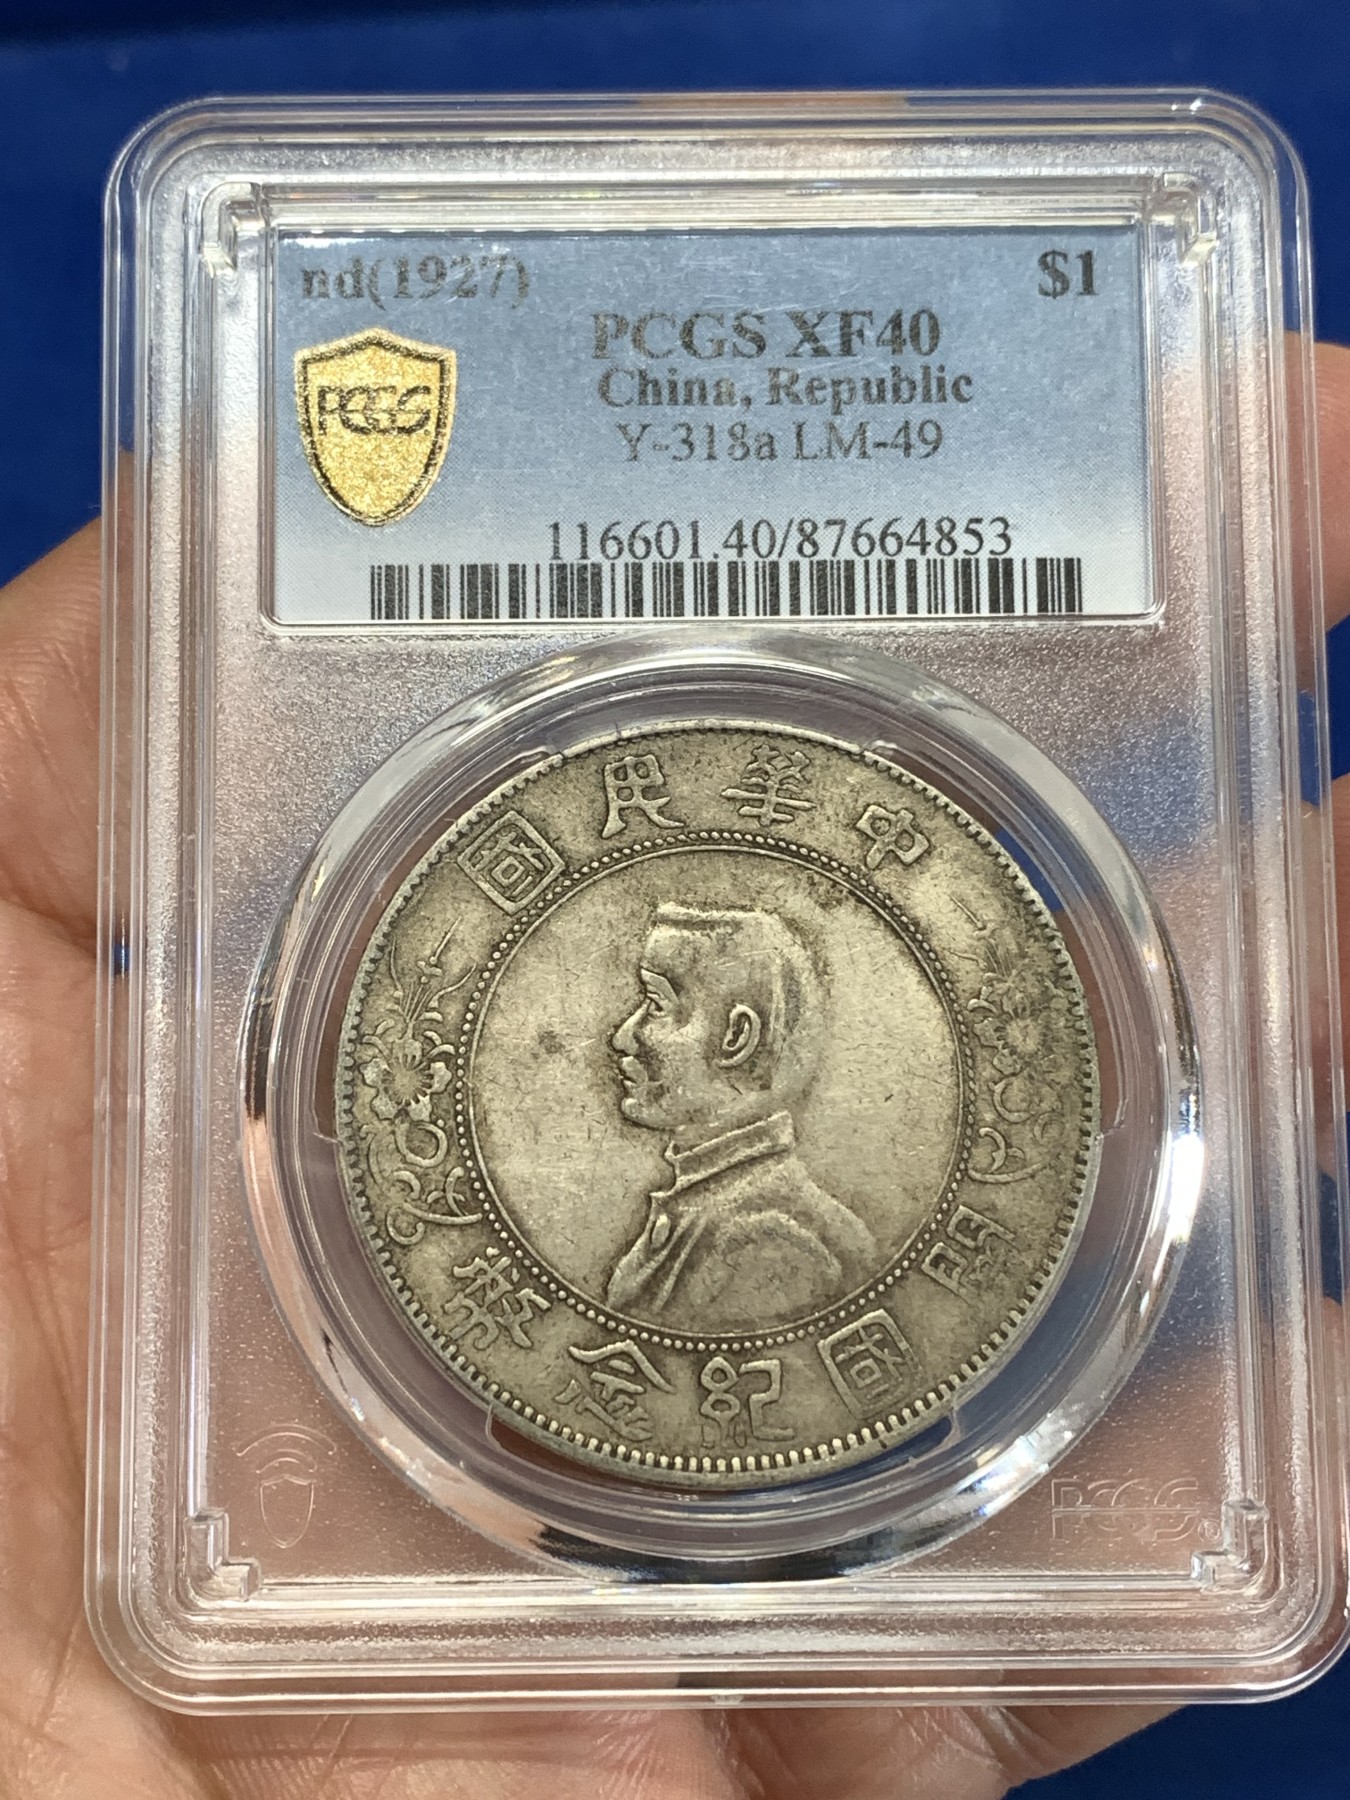 nd(1927) $1
PCGS XF40
China, Republic
PCGS
Y-318a LM-49
116601.40/87664853
中華民國
開國紀念幣
PCGS